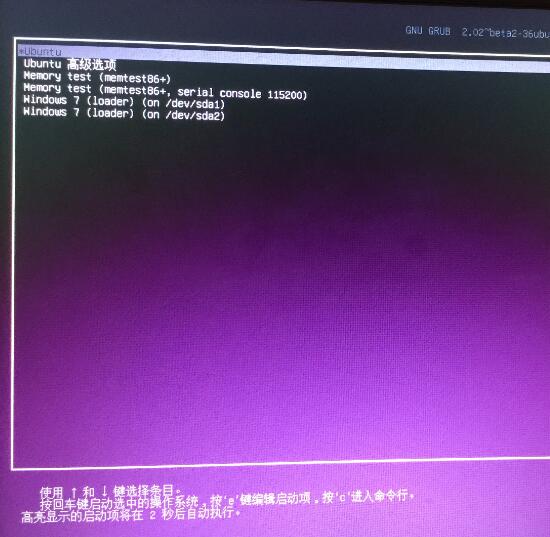 GNU GRUB 2.02~beta2-36ubu
*Ubuntu
Ubuntu 高级选项
Memory test (memtest86+)
Memory test (memtest86+, serial console 115200)
Windows 7 (loader) (on /dev/sda1)
Windows 7 (loader) (on /dev/sda2)
使用 ↑ 和 ↓ 键选择条目。
按回车键启动选中的操作系统，按'e'键编辑启动项，按'c'进入命令行。
高亮显示的启动项将在 2 秒后自动执行。